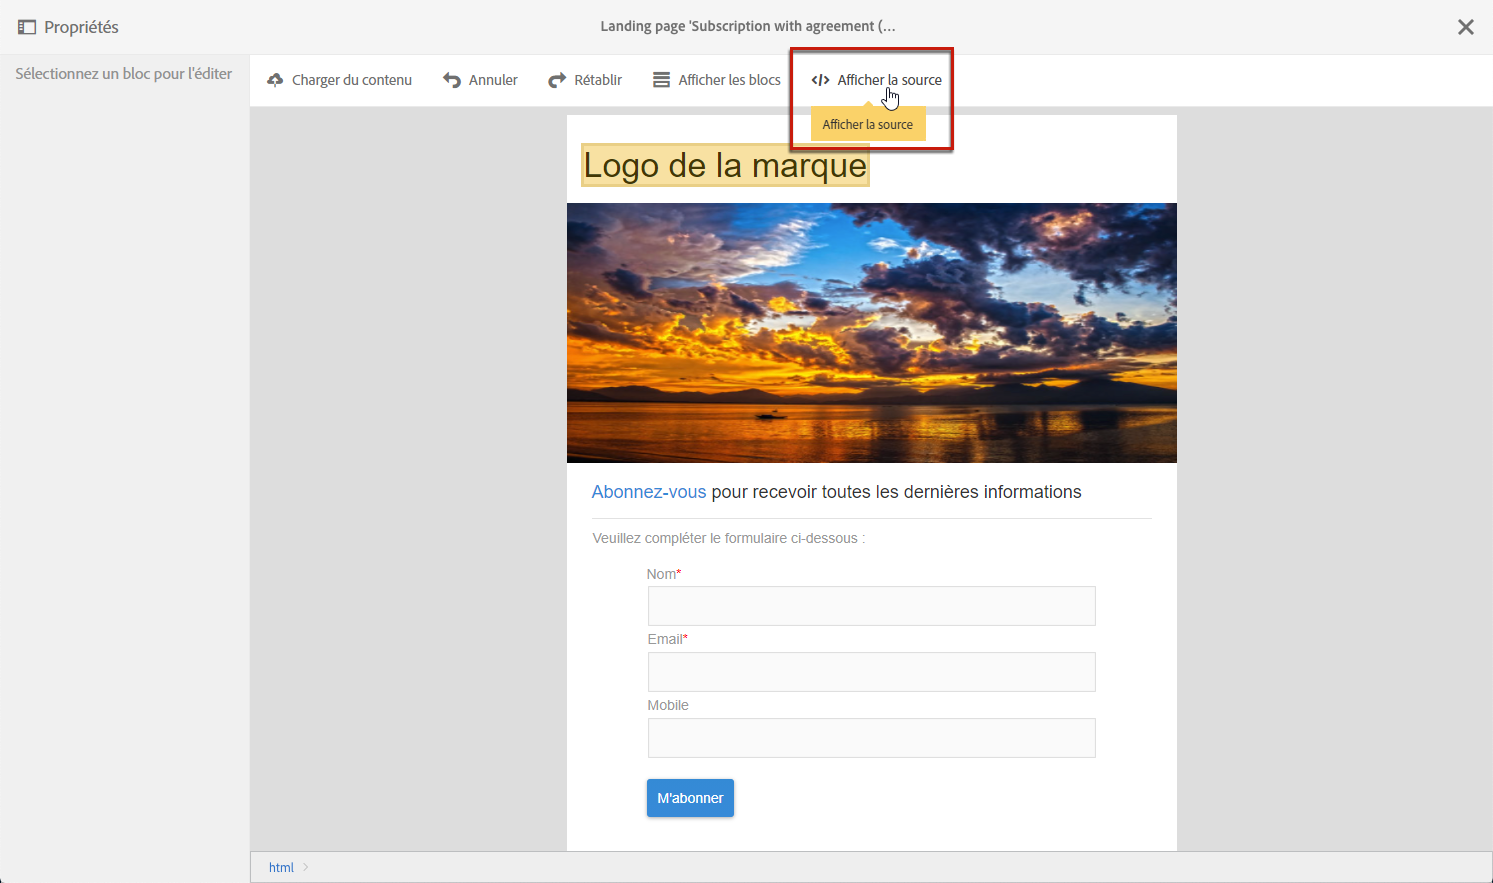 Propriétés
Landing page 'Subscription with agreement (...
Sélectionnez un bloc pour l'éditer
Charger du contenu
Annuler
Rétablir
Afficher les blocs
</> Afficher la source
Afficher la source
Logo de la marque
Abonnez-vous pour recevoir toutes les dernières informations
Veuillez compléter le formulaire ci-dessous :
Nom*
Email*
Mobile
M'abonner
html